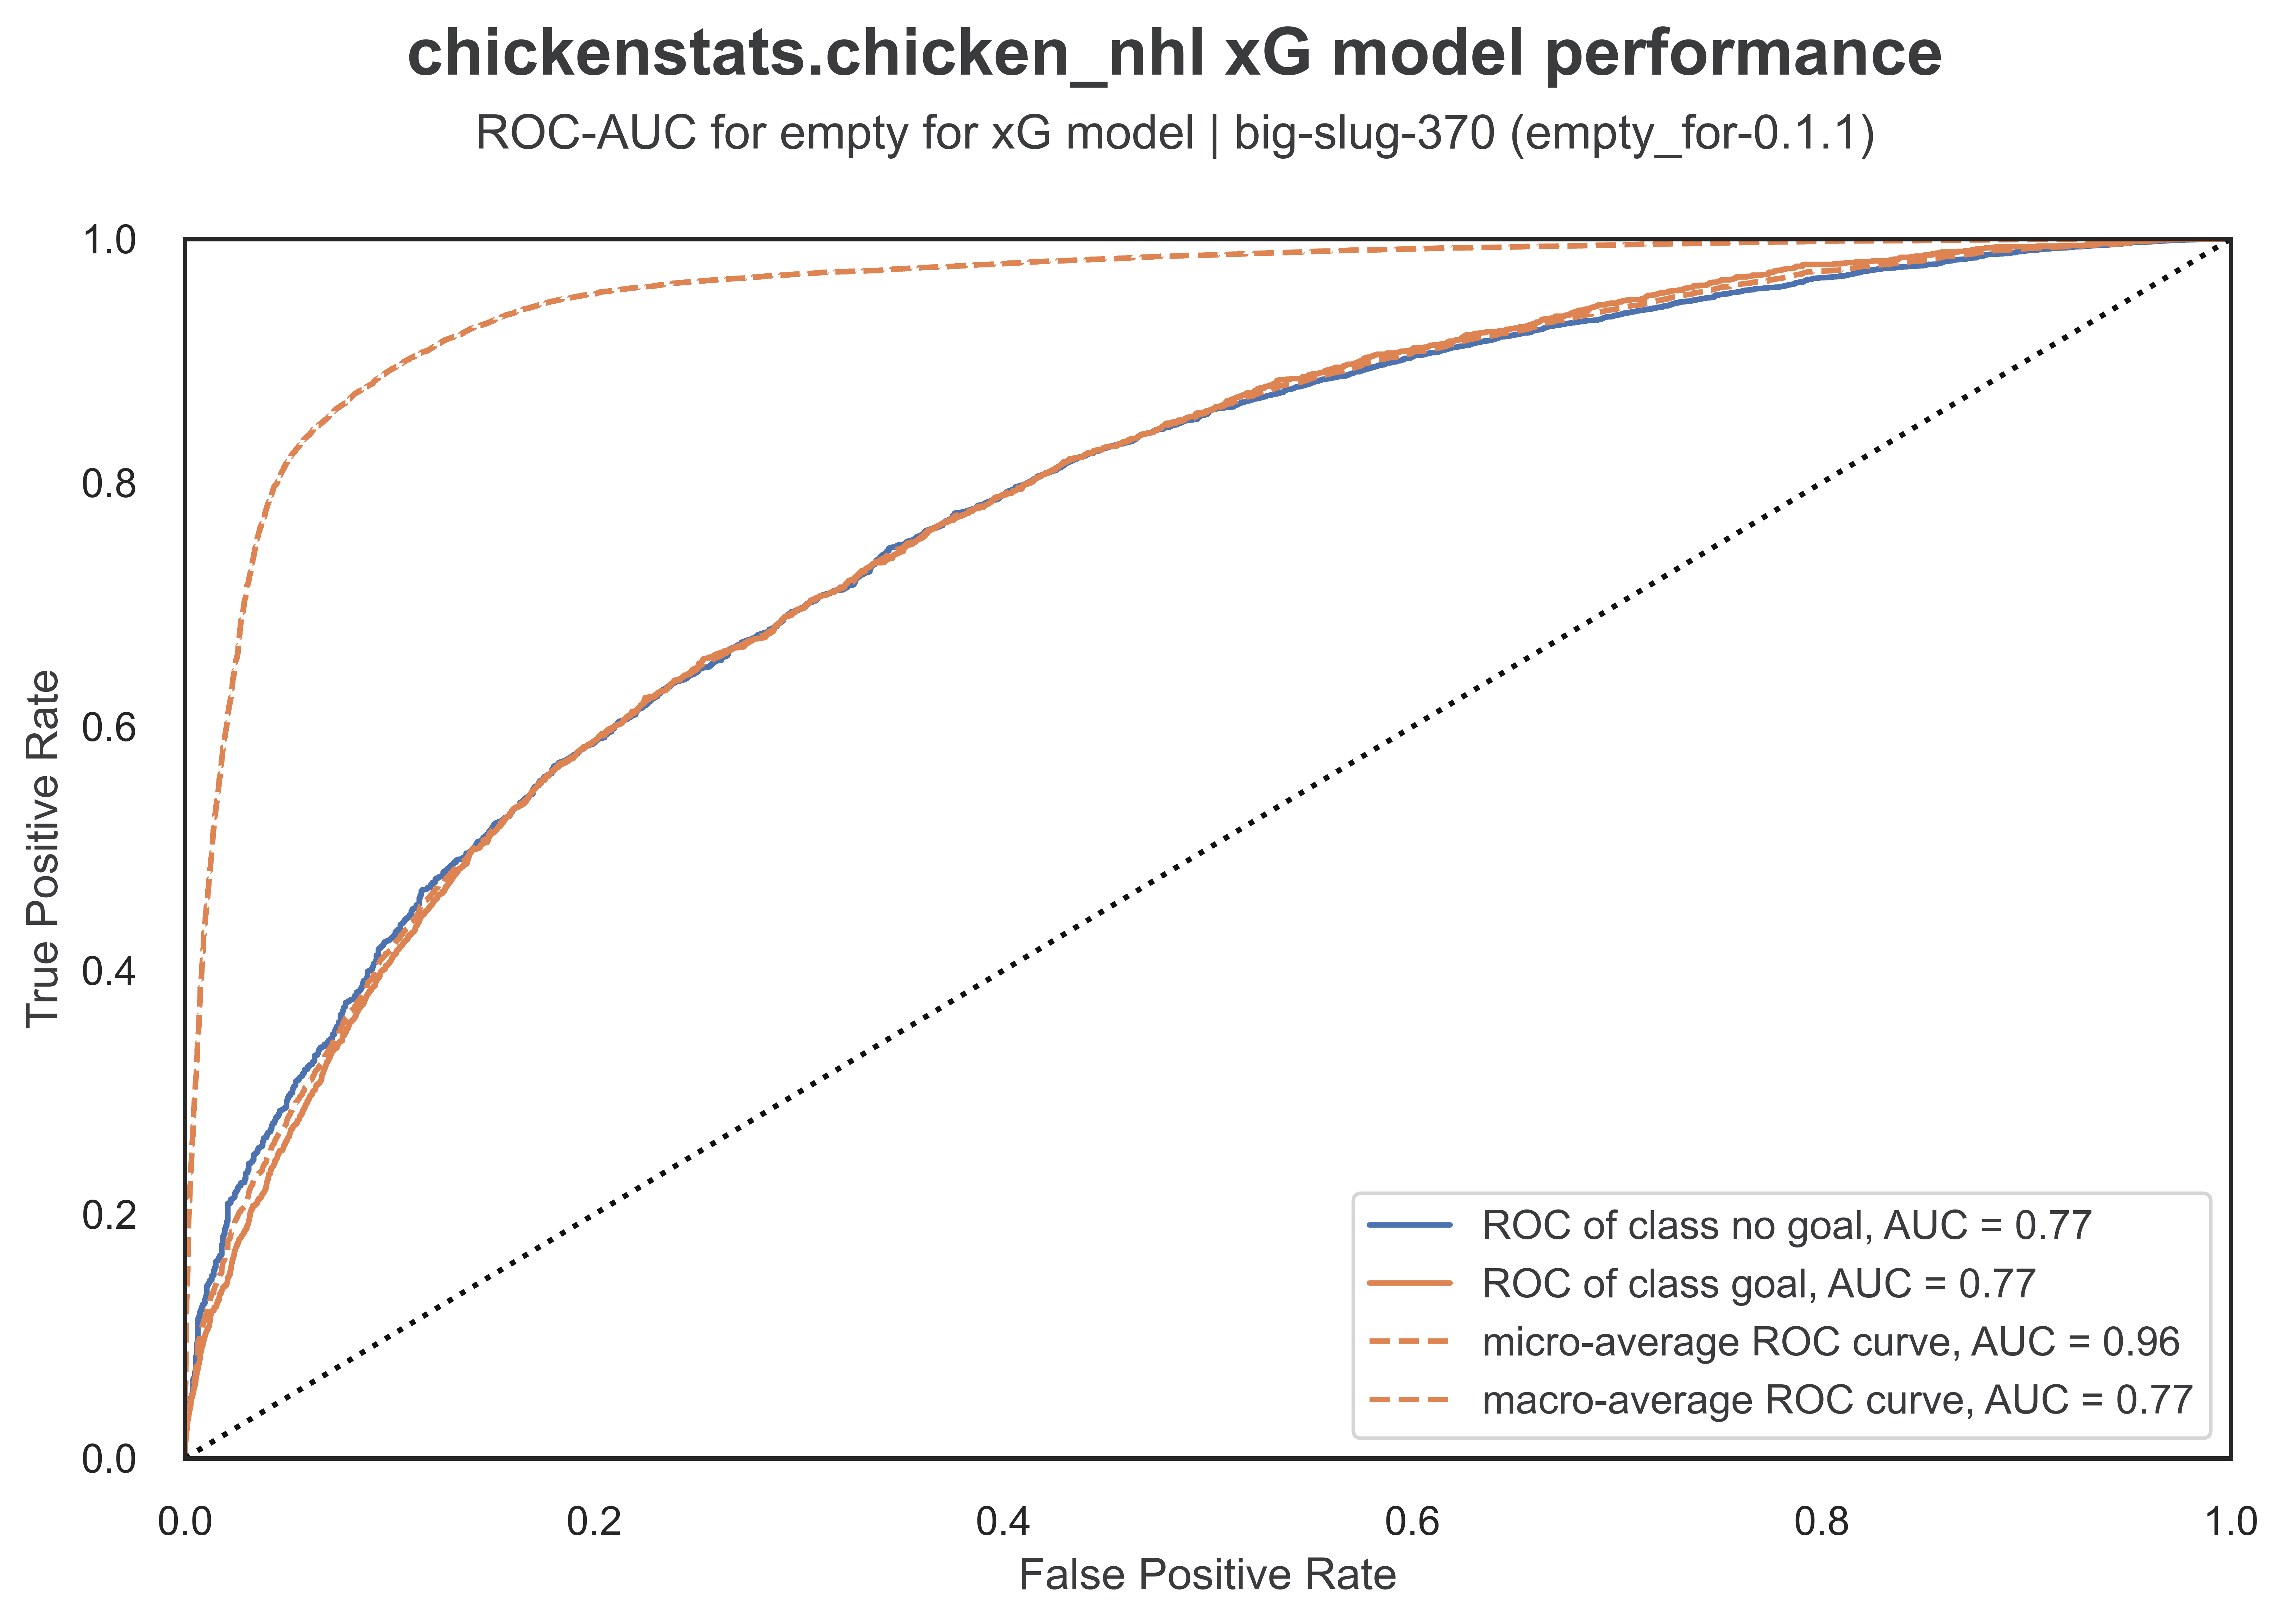 chickenstats.chicken_nhl xG model performance
ROC-AUC for empty for xG model | big-slug-370 (empty_for-0.1.1)
1.0
0.8
0.6
0.4
0.2
0.0
True Positive Rate
ROC of class no goal, AUC = 0.77
ROC of class goal, AUC = 0.77
micro-average ROC curve, AUC = 0.96
macro-average ROC curve, AUC = 0.77
0.0 0.2 0.4 0.6 0.8 1.0
False Positive Rate